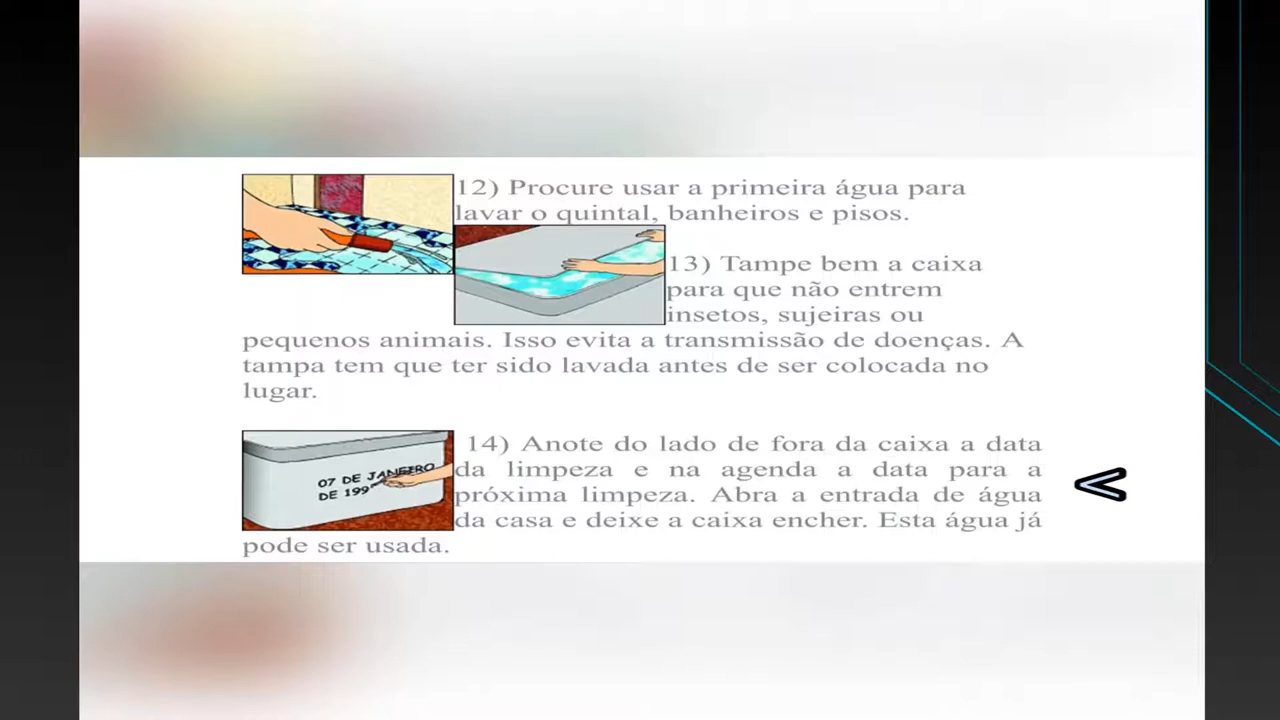 12) Procure usar a primeira água para
lavar o quintal, banheiros e pisos.
13) Tampe bem a caixa
para que não entrem
insetos, sujeiras ou
pequenos animais. Isso evita a transmissão de doenças. A
tampa tem que ter sido lavada antes de ser colocada no
lugar.
07 DE JANEIRO
DE 199
14) Anote do lado de fora da caixa a data
da limpeza e na agenda a data para a
próxima limpeza. Abra a entrada de água
da casa e deixe a caixa encher. Esta água já
pode ser usada.
<